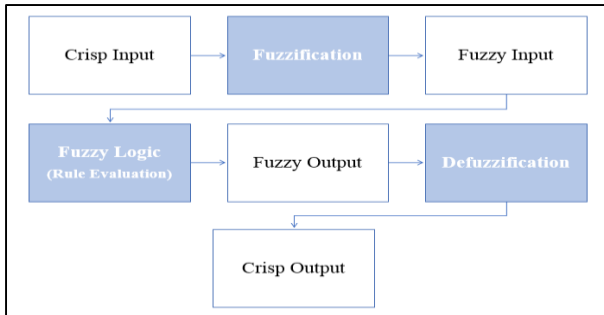 Crisp Input
Fuzzification
Fuzzy Input
Fuzzy Logic
(Rule Evaluation)
Fuzzy Output
Defuzzification
Crisp Output